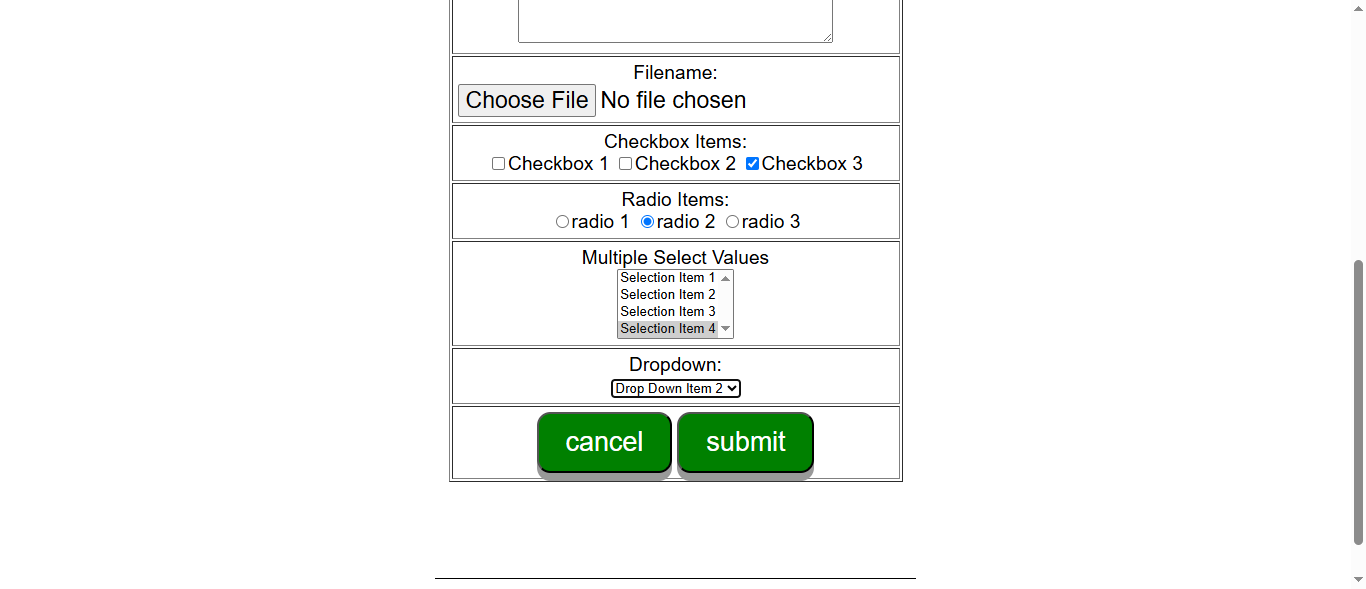 Filename:
Choose File No file chosen
Checkbox Items:
Checkbox 1 Checkbox 2 Checkbox 3
Radio Items:
radio 1 radio 2 radio 3
Multiple Select Values
Selection Item 1
Selection Item 2
Selection Item 3
Selection Item 4
Dropdown:
Drop Down Item 2
cancel submit